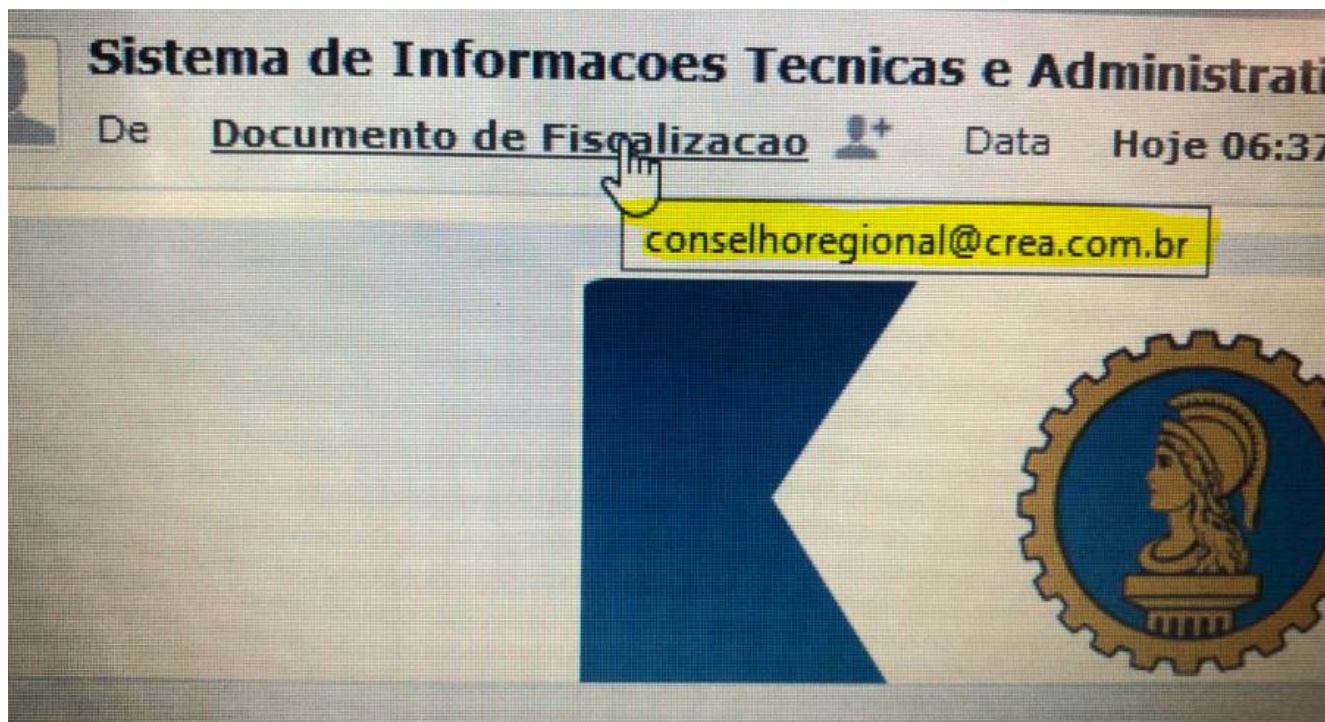 Sistema de Informacoes Tecnicas e Administrati
De Documento de Fiscalizacao Data Hoje 06:37
conselhoregional@crea.com.br